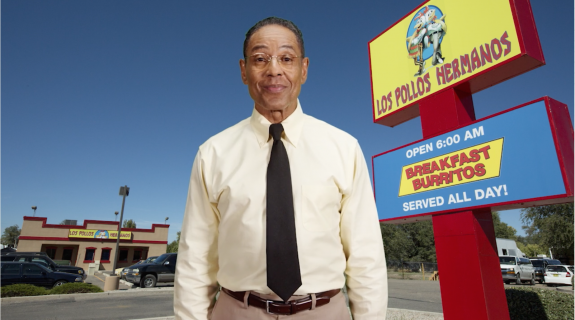 LOS POLLOS HERMANOS
OPEN 6:00 AM
BREAKFAST
BURRITOS
SERVED ALL DAY!
LOS POLLOS HERMANOS